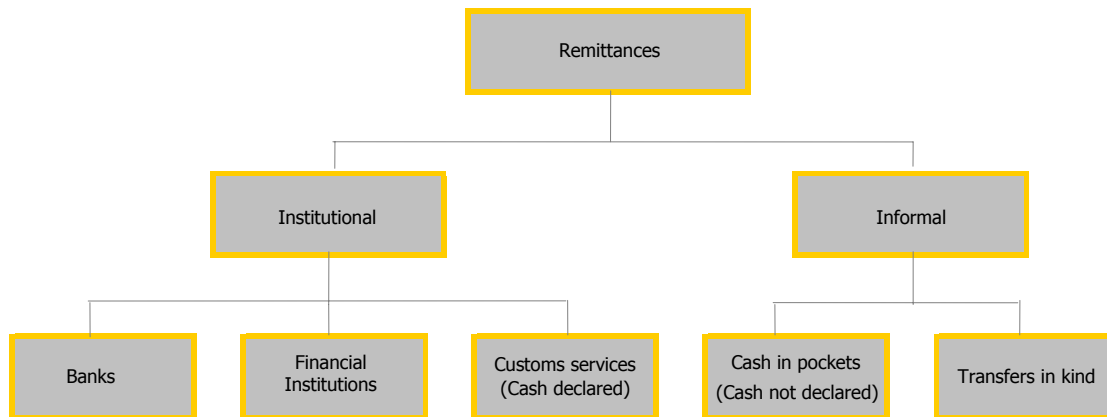 Remittances
Institutional
Informal
Banks
Financial
Institutions
Customs services
(Cash declared)
Cash in pockets
(Cash not declared)
Transfers in kind